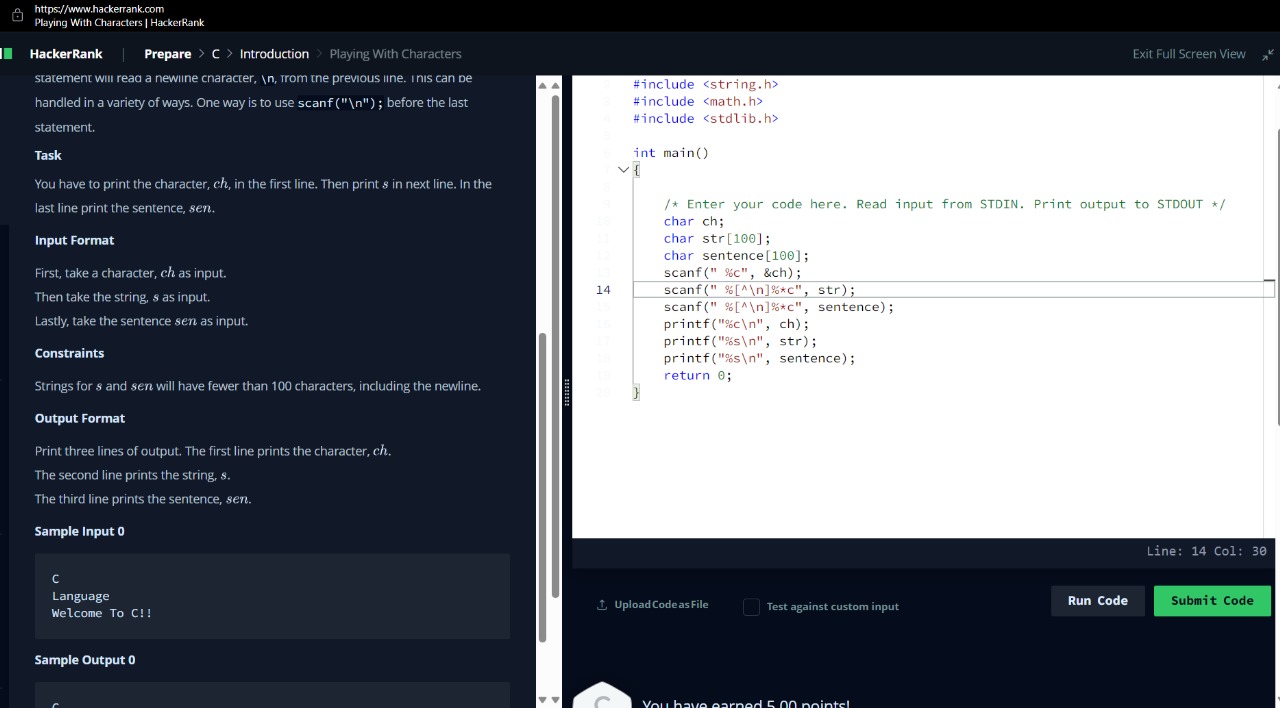 https://www.hackerrank.com
Playing With Characters | HackerRank
HackerRank | Prepare > C > Introduction > Playing With Characters
Exit Full Screen View
statement will read a newline character, \n, from the previous line. This can be
handled in a variety of ways. One way is to use scanf("\n"); before the last
statement.
Task
You have to print the character, ch, in the first line. Then print s in next line. In the
last line print the sentence, sen.
Input Format
First, take a character, ch as input.
Then take the string, s as input.
Lastly, take the sentence sen as input.
Constraints
Strings for s and sen will have fewer than 100 characters, including the newline.
Output Format
Print three lines of output. The first line prints the character, ch.
The second line prints the string, s.
The third line prints the sentence, sen.
Sample Input 0
C
Language
Welcome To C!!
Sample Output 0
C
#include <string.h>
#include <math.h>
#include <stdlib.h>
int main()
{
/* Enter your code here. Read input from STDIN. Print output to STDOUT */
char ch;
char str[100];
char sentence[100];
scanf(" %c", &ch);
14 scanf(" %[^\n]%*c", str);
scanf(" %[^\n]%*c", sentence);
printf("%c\n", ch);
printf("%s\n", str);
printf("%s\n", sentence);
return 0;
}
Line: 14 Col: 30
Upload Code as File
Test against custom input
Run Code
Submit Code
You have earned 5.00 points!